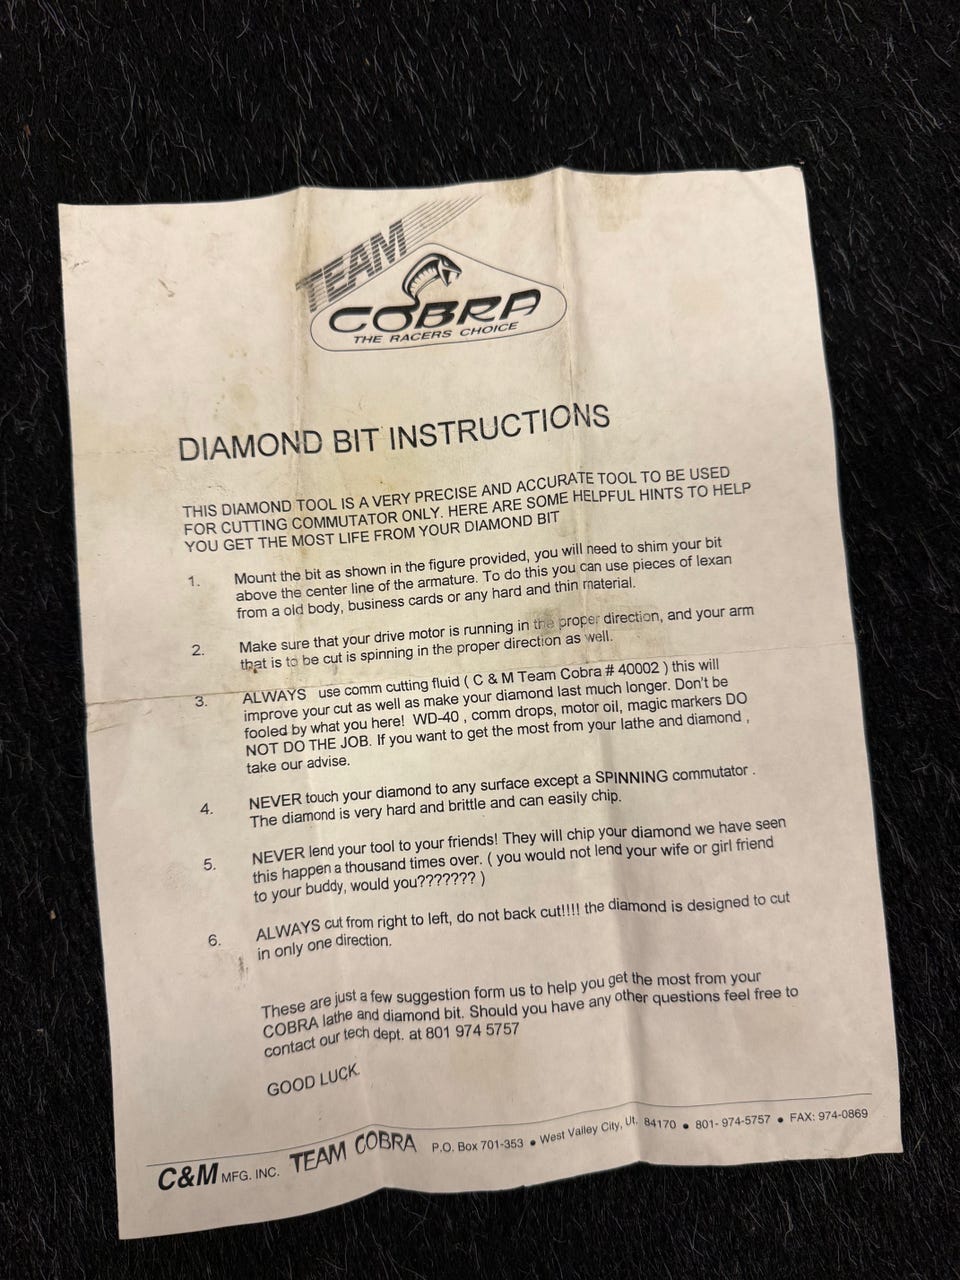 TEAM
COBRA
THE RACERS CHOICE
DIAMOND BIT INSTRUCTIONS
THIS DIAMOND TOOL IS A VERY PRECISE AND ACCURATE TOOL TO BE USED
FOR CUTTING COMMUTATOR ONLY. HERE ARE SOME HELPFUL HINTS TO HELP
YOU GET THE MOST LIFE FROM YOUR DIAMOND BIT
1. Mount the bit as shown in the figure provided, you will need to shim your bit
above the center line of the armature. To do this you can use pieces of lexan
from a old body, business cards or any hard and thin material.
2. Make sure that your drive motor is running in the proper direction, and your arm
that is to be cut is spinning in the proper direction as well.
3. ALWAYS use comm cutting fluid ( C & M Team Cobra # 40002 ) this will
improve your cut as well as make your diamond last much longer. Don't be
fooled by what you here! WD-40 , comm drops, motor oil, magic markers DO
NOT DO THE JOB. If you want to get the most from your lathe and diamond ,
take our advise.
4. NEVER touch your diamond to any surface except a SPINNING commutator .
The diamond is very hard and brittle and can easily chip.
5. NEVER lend your tool to your friends! They will chip your diamond we have seen
this happen a thousand times over. ( you would not lend your wife or girl friend
to your buddy, would you??????? )
6. ALWAYS cut from right to left, do not back cut!!!! the diamond is designed to cut
in only one direction.
These are just a few suggestion form us to help you get the most from your
COBRA lathe and diamond bit. Should you have any other questions feel free to
contact our tech dept. at 801 974 5757
GOOD LUCK.
C&M MFG. INC. TEAM COBRA P.O. Box 701-353 • West Valley City, Ut. 84170 • 801- 974-5757 • FAX: 974-0869